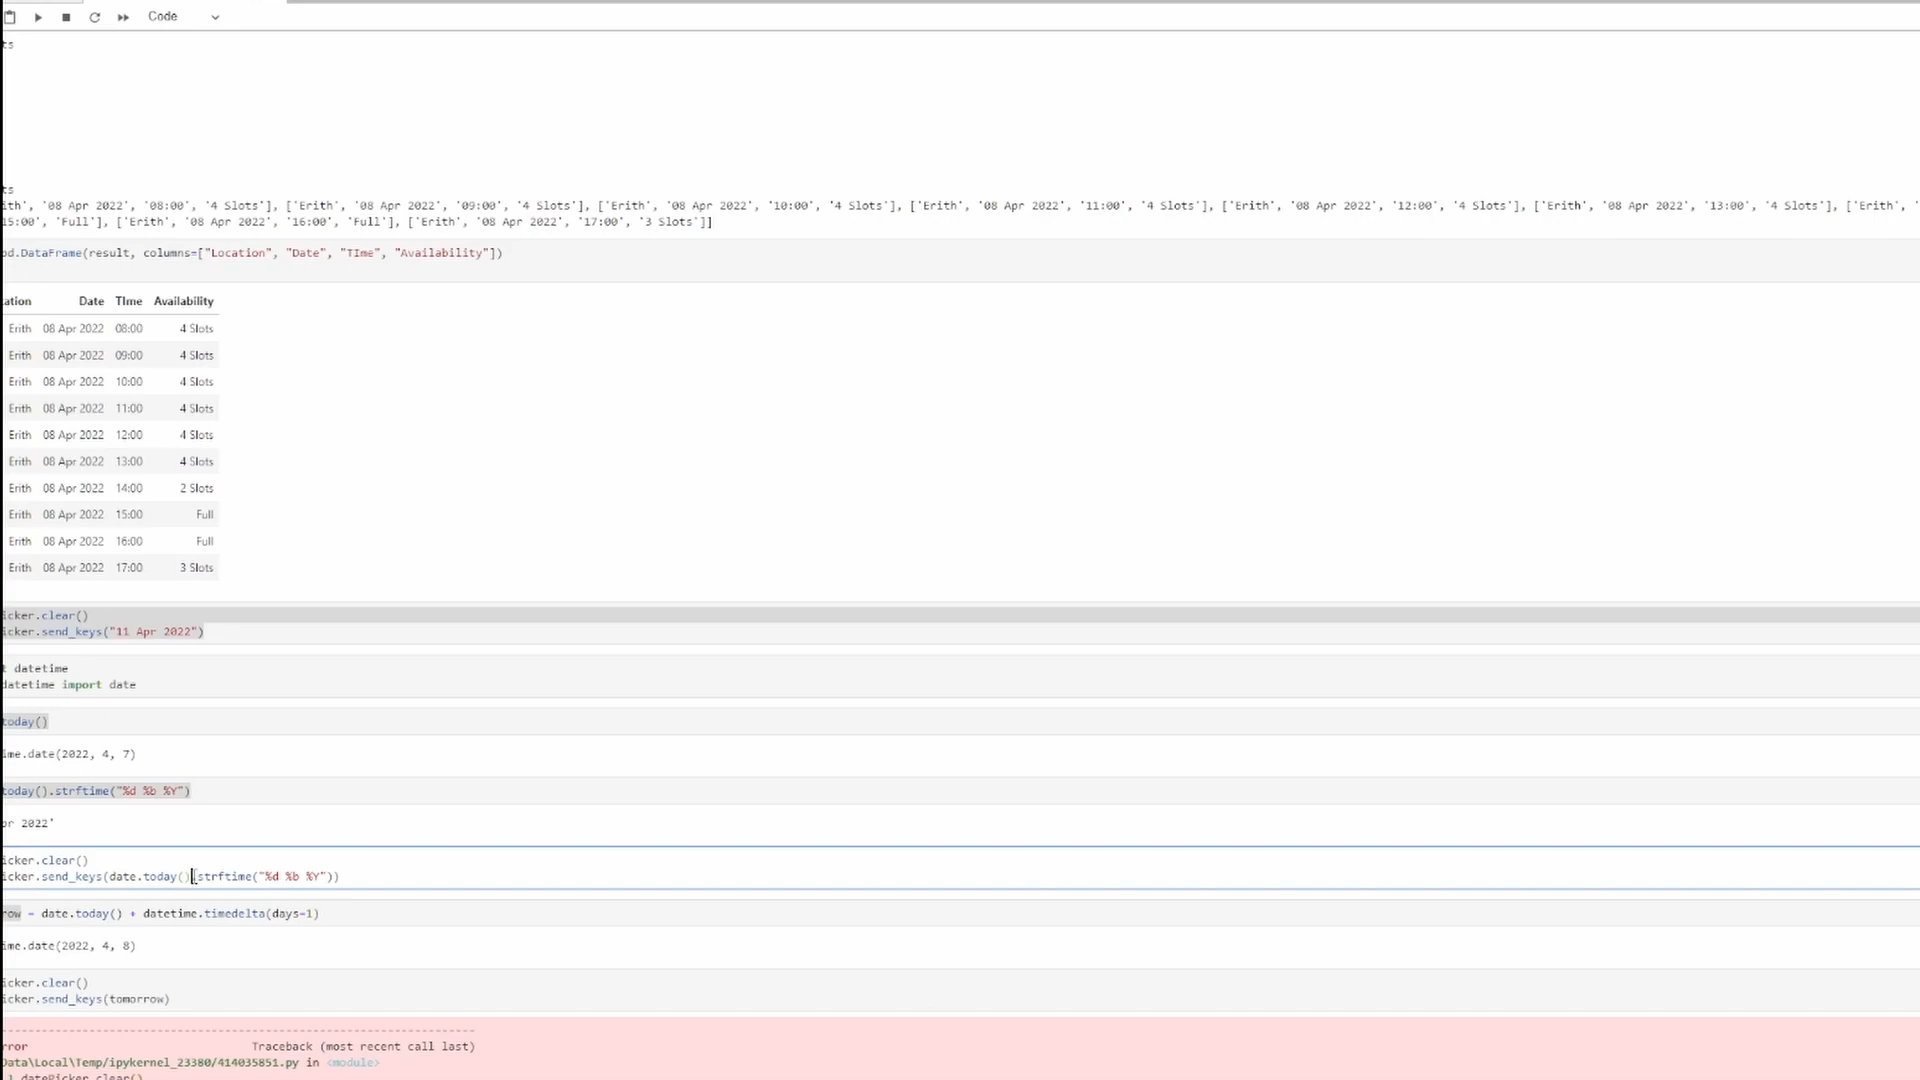 Code
ts
ts
ith', '08 Apr 2022', '08:00', '4 Slots'], ['Erith', '08 Apr 2022', '09:00', '4 Slots'], ['Erith', '08 Apr 2022', '10:00', '4 Slots'], ['Erith', '08 Apr 2022', '11:00', '4 Slots'], ['Erith', '08 Apr 2022', '12:00', '4 Slots'], ['Erith', '08 Apr 2022', '13:00', '4 Slots'], ['Erith', '
15:00', 'Full'], ['Erith', '08 Apr 2022', '16:00', 'Full'], ['Erith', '08 Apr 2022', '17:00', '3 Slots']]
pd.DataFrame(result, columns=["Location", "Date", "TIme", "Availability"])
cation Date TIme Availability
Erith 08 Apr 2022 08:00 4 Slots
Erith 08 Apr 2022 09:00 4 Slots
Erith 08 Apr 2022 10:00 4 Slots
Erith 08 Apr 2022 11:00 4 Slots
Erith 08 Apr 2022 12:00 4 Slots
Erith 08 Apr 2022 13:00 4 Slots
Erith 08 Apr 2022 14:00 2 Slots
Erith 08 Apr 2022 15:00 Full
Erith 08 Apr 2022 16:00 Full
Erith 08 Apr 2022 17:00 3 Slots
icker.clear()
icker.send_keys("11 Apr 2022")
t datetime
datetime import date
today()
ime.date(2022, 4, 7)
today().strftime("%d %b %Y")
pr 2022'
icker.clear()
icker.send_keys(date.today().strftime("%d %b %Y"))
row = date.today() + datetime.timedelta(days=1)
ime.date(2022, 4, 8)
icker.clear()
icker.send_keys(tomorrow)
---------------------------------------------------------------------------
rror Traceback (most recent call last)
Data\Local\Temp/ipykernel_23380/414035851.py in <module>
1 datePicker.clear()